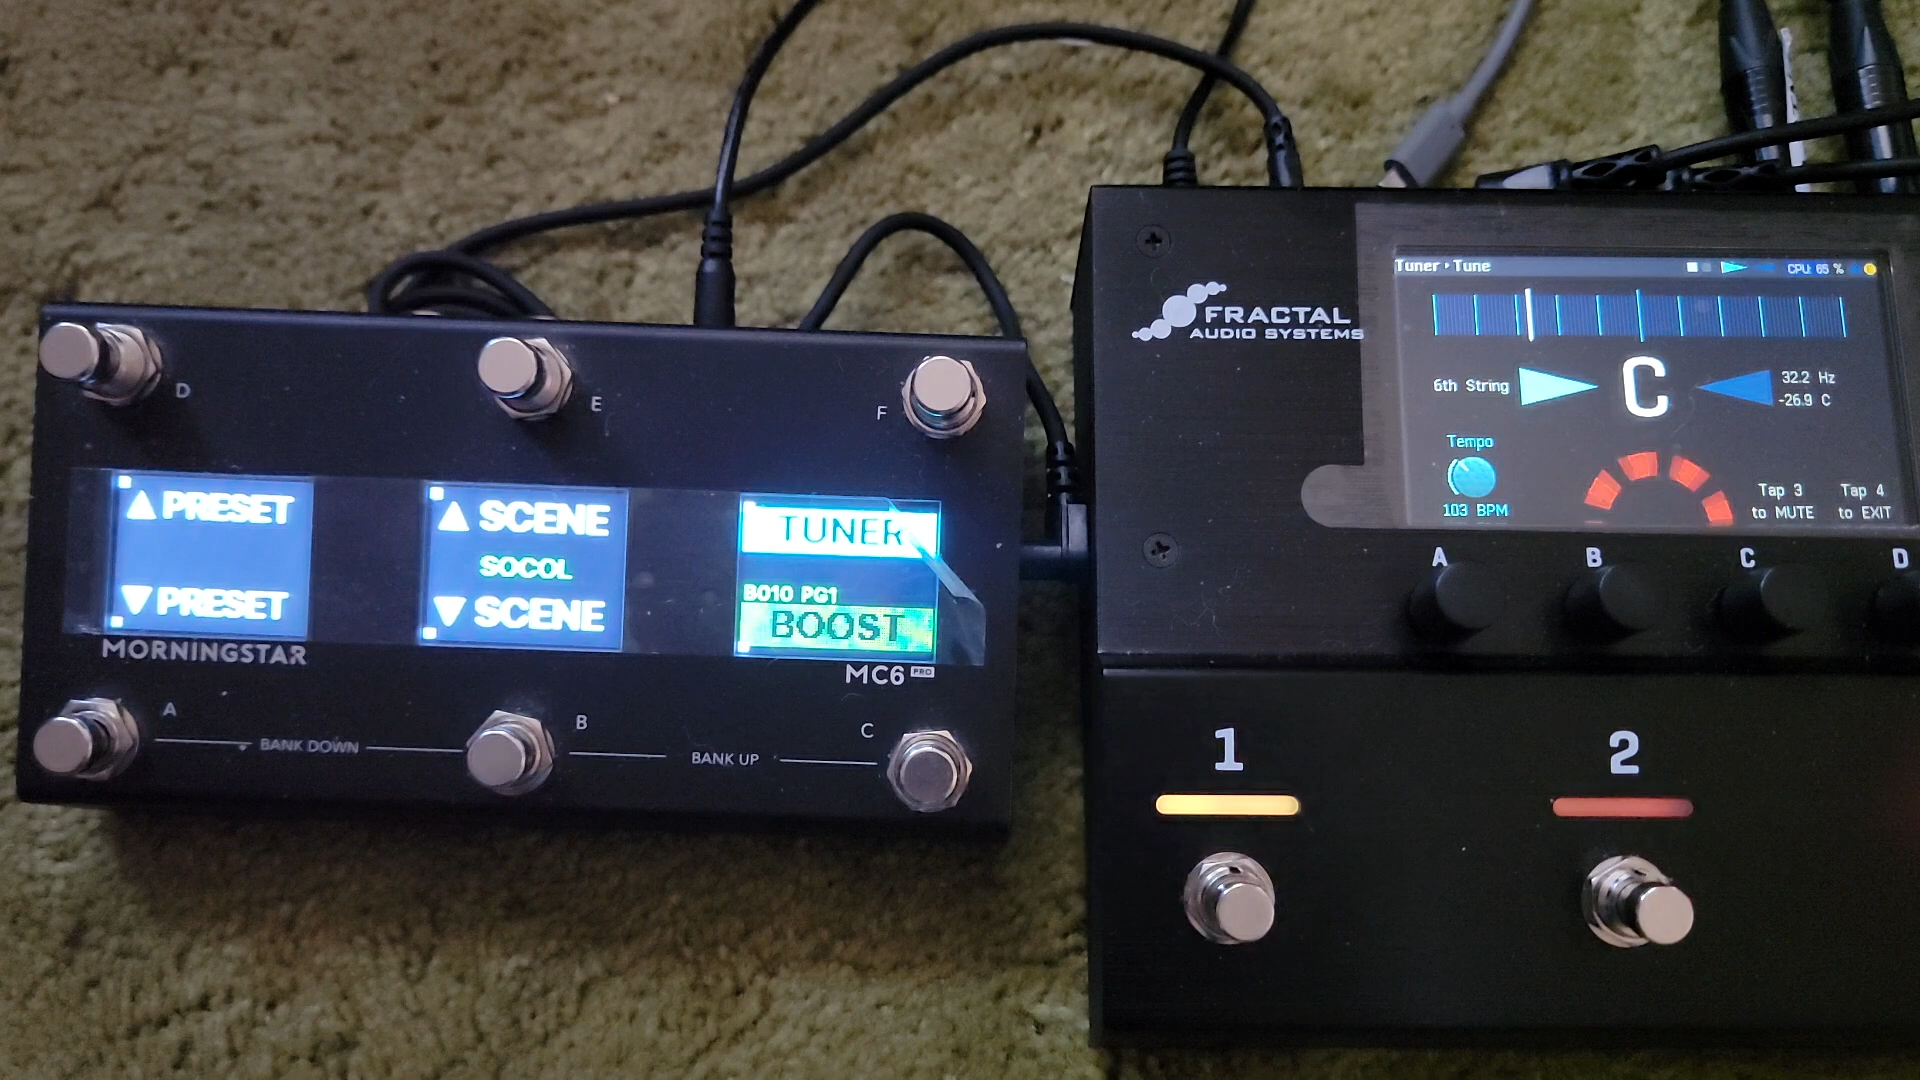 D
E
F
▲ PRESET
▼ PRESET
▲ SCENE
SOCOL
▼ SCENE
TUNER
B010 PG1
BOOST
MORNINGSTAR
MC6 PRO
A
B
C
BANK DOWN
BANK UP
FRACTAL
AUDIO SYSTEMS
Tuner ▸ Tune
CPU: 65 %
6th String
C
32.2 Hz
-26.9 C
Tempo
103 BPM
Tap 3
to MUTE
Tap 4
to EXIT
A
B
C
D
1
2